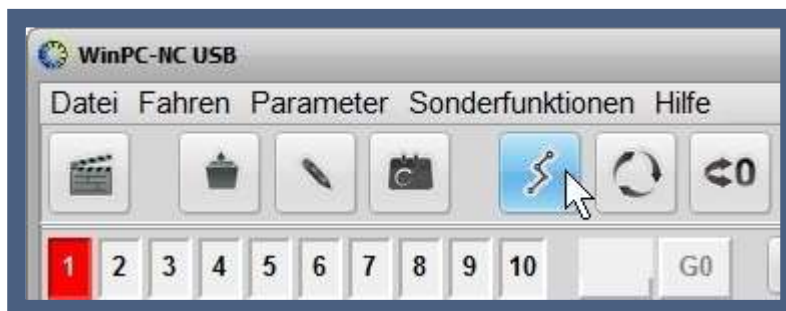 WinPC-NC USB
Datei Fahren Parameter Sonderfunktionen Hilfe
0
1 2 3 4 5 6 7 8 9 10 G0